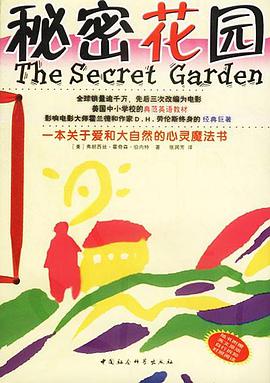 秘密花园
The Secret Garden
全球销量逾千万，先后三次改编为电影
美国中小学校的典范英语教材
影响电影大师霍兰德和作家D.H.劳伦斯终身的经典巨著
一本关于爱和大自然的心灵魔法书
[美]弗朗西丝·霍奇森·伯内特 著 张润芳 译
中国社会科学出版社